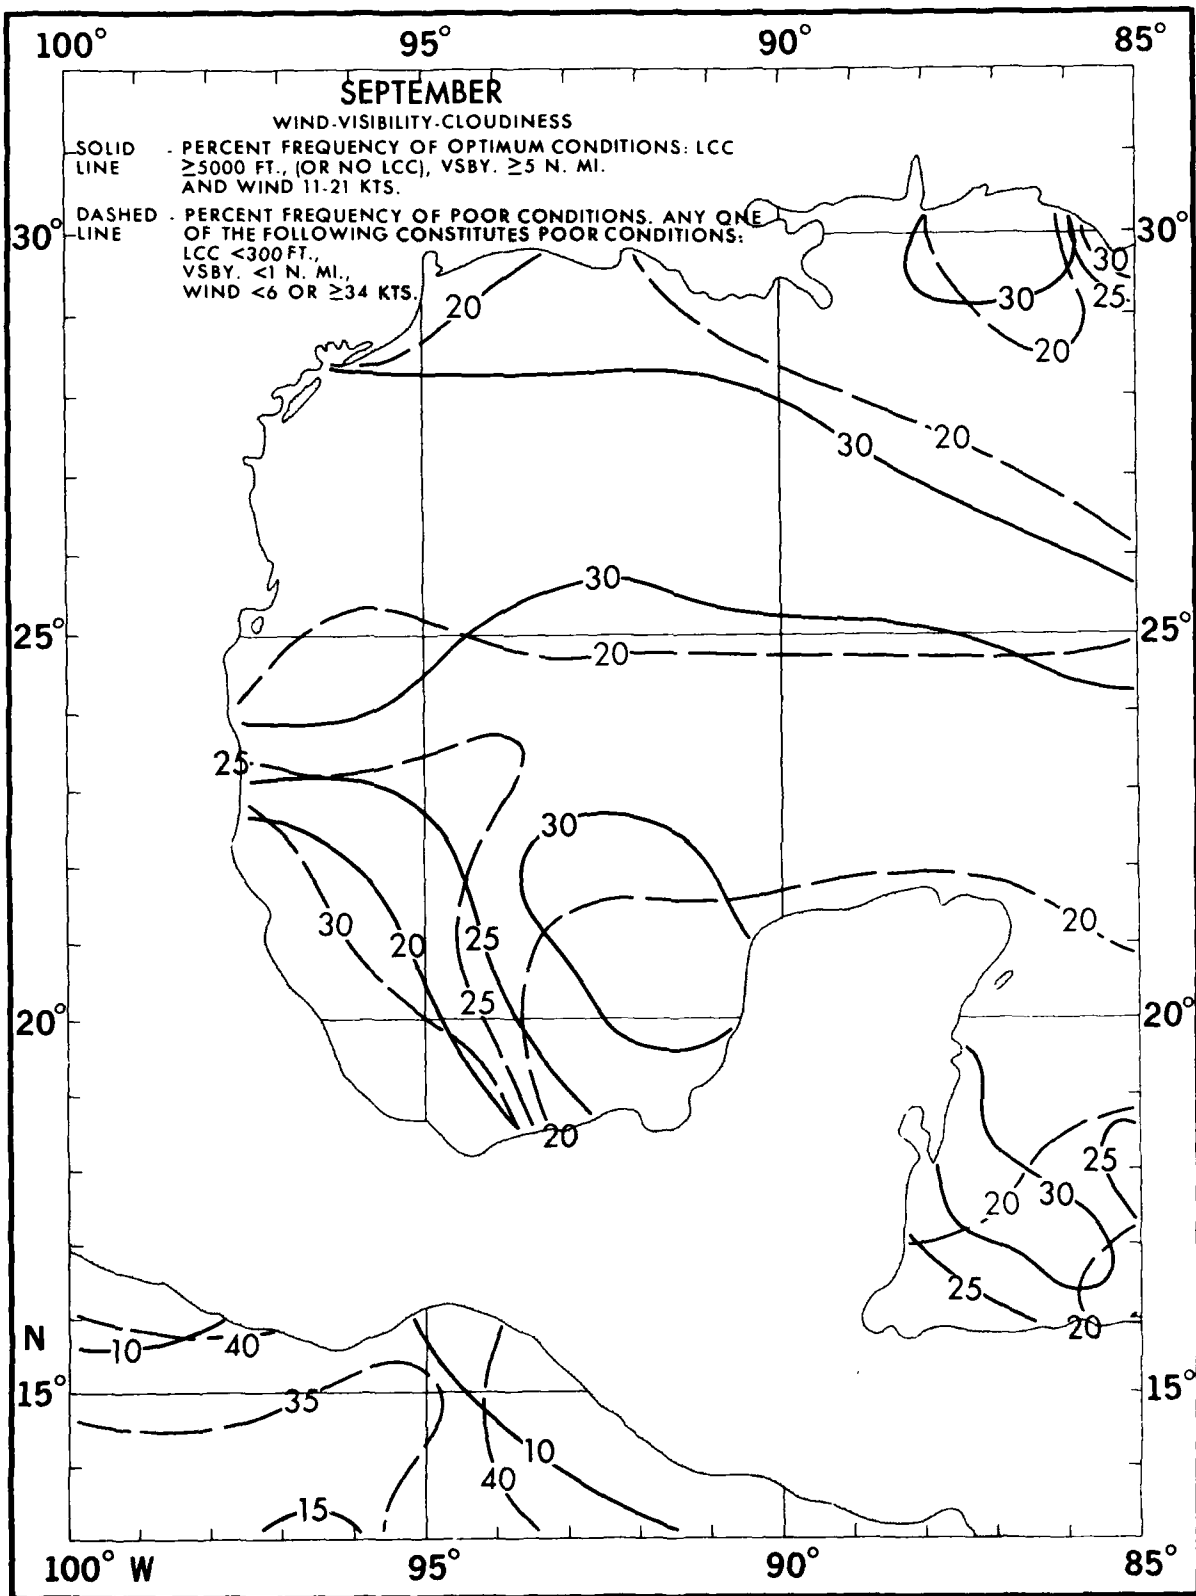 100° 95° 90° 85°
SEPTEMBER
WIND-VISIBILITY-CLOUDINESS
SOLID - PERCENT FREQUENCY OF OPTIMUM CONDITIONS: LCC
LINE ≥5000 FT., (OR NO LCC), VSBY. ≥5 N. MI.
AND WIND 11-21 KTS.
DASHED - PERCENT FREQUENCY OF POOR CONDITIONS. ANY ONE
LINE OF THE FOLLOWING CONSTITUTES POOR CONDITIONS:
LCC <300 FT.,
VSBY. <1 N. MI.,
WIND <6 OR ≥34 KTS.
30° 30°
30
20 30 25
20
20
30
30
25° 25°
20
25
30
20
30 20 25
25
20° 20°
20
25
20 30
25
20
N
10 40
15° 35 15°
10
40
15
100° W 95° 90° 85°